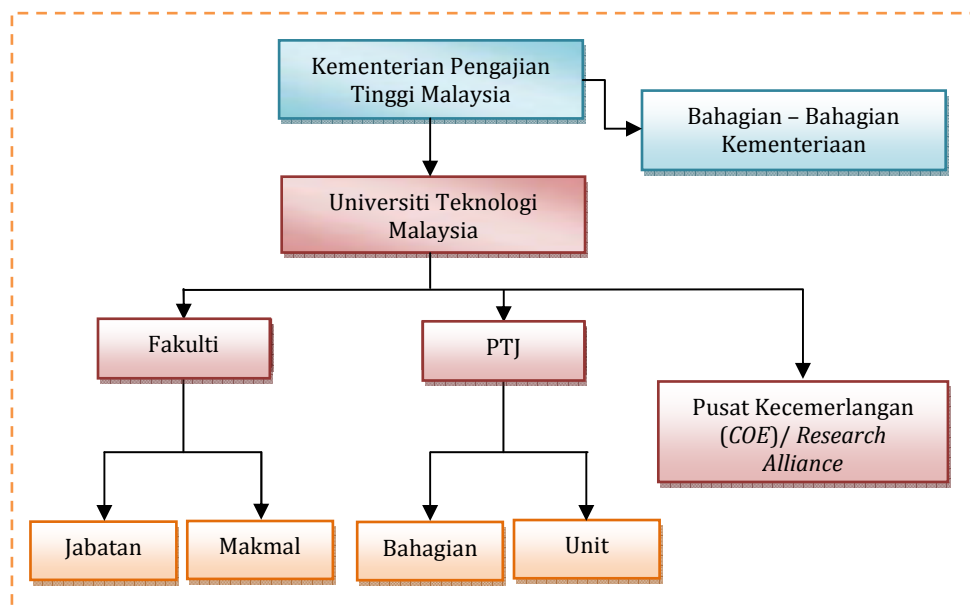 Kementerian Pengajian
Tinggi Malaysia
Bahagian – Bahagian
Kementeriaan
Universiti Teknologi
Malaysia
Fakulti
PTJ
Pusat Kecemerlangan
(COE)/ Research
Alliance
Jabatan
Makmal
Bahagian
Unit